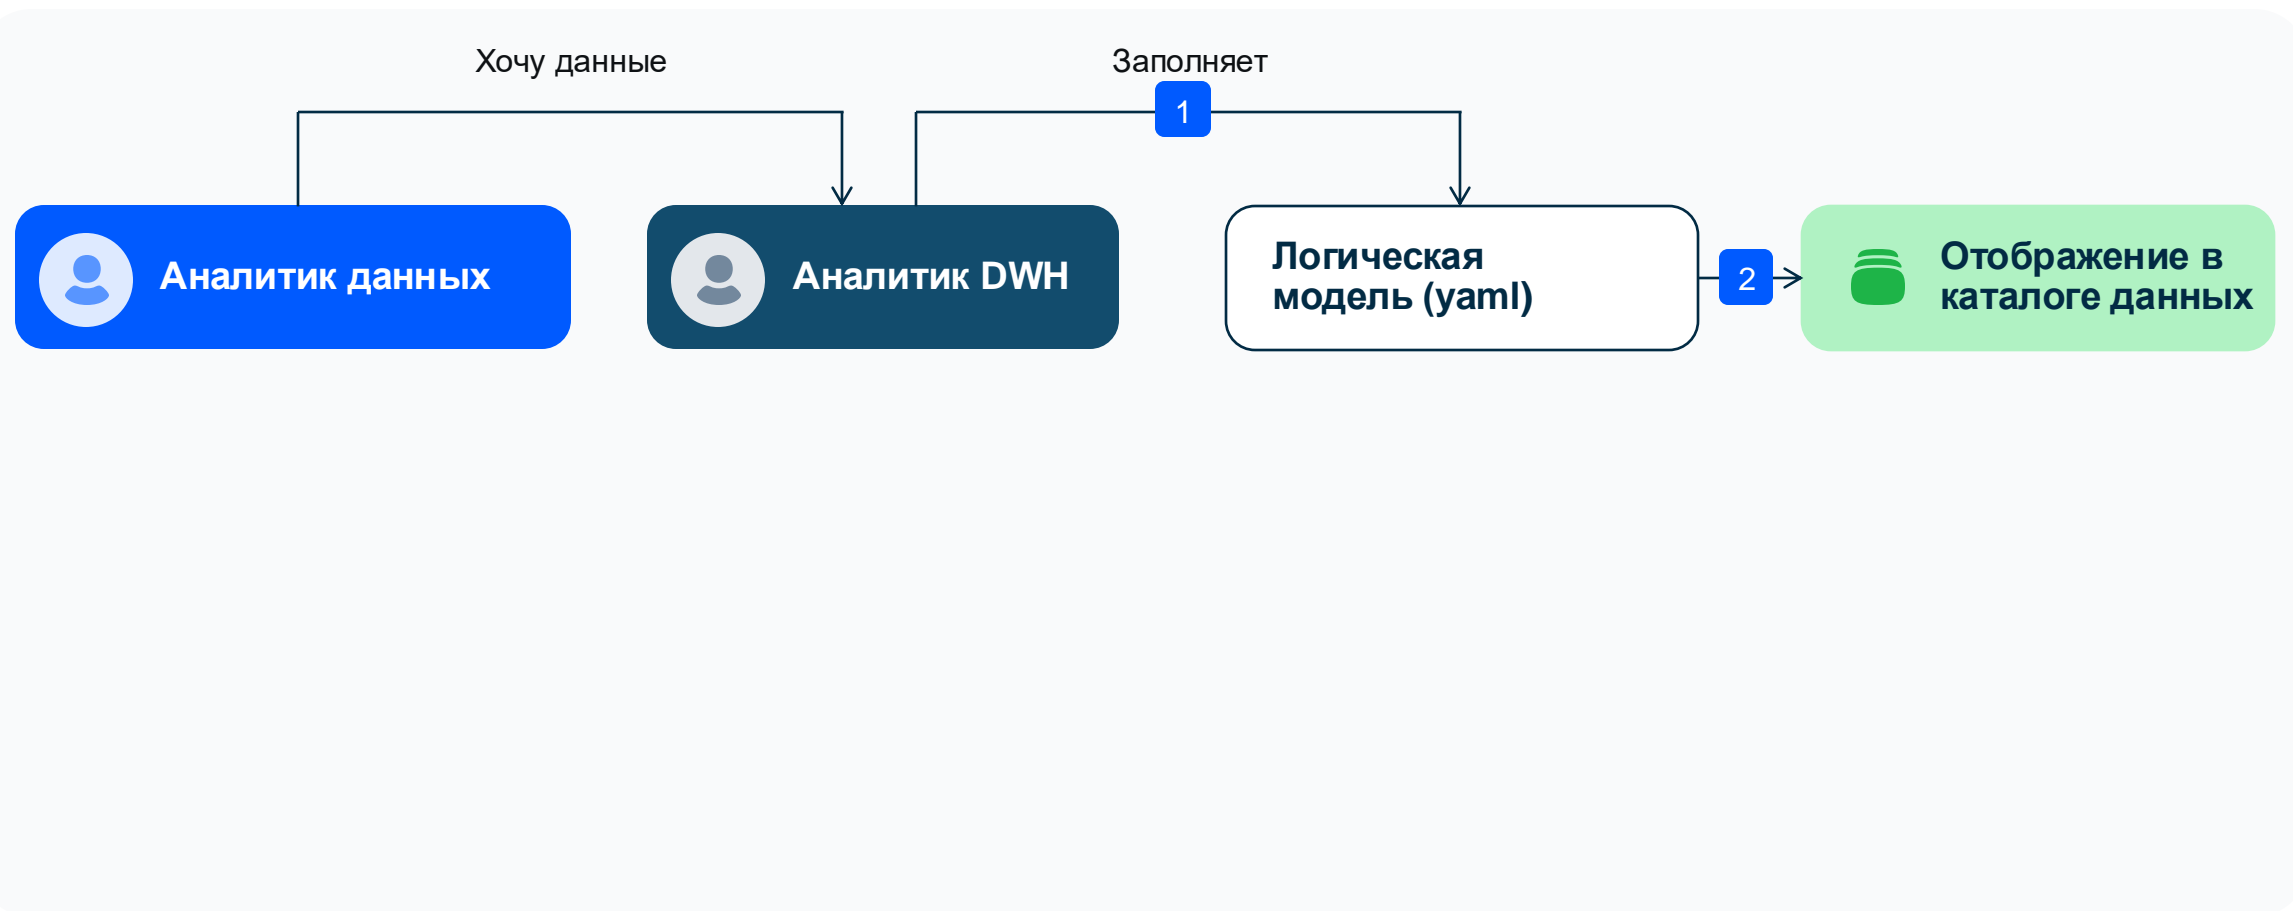 Хочу данные
Заполняет
1
Аналитик данных
Аналитик DWH
Логическая
модель (yaml)
2
Отображение в
каталоге данных